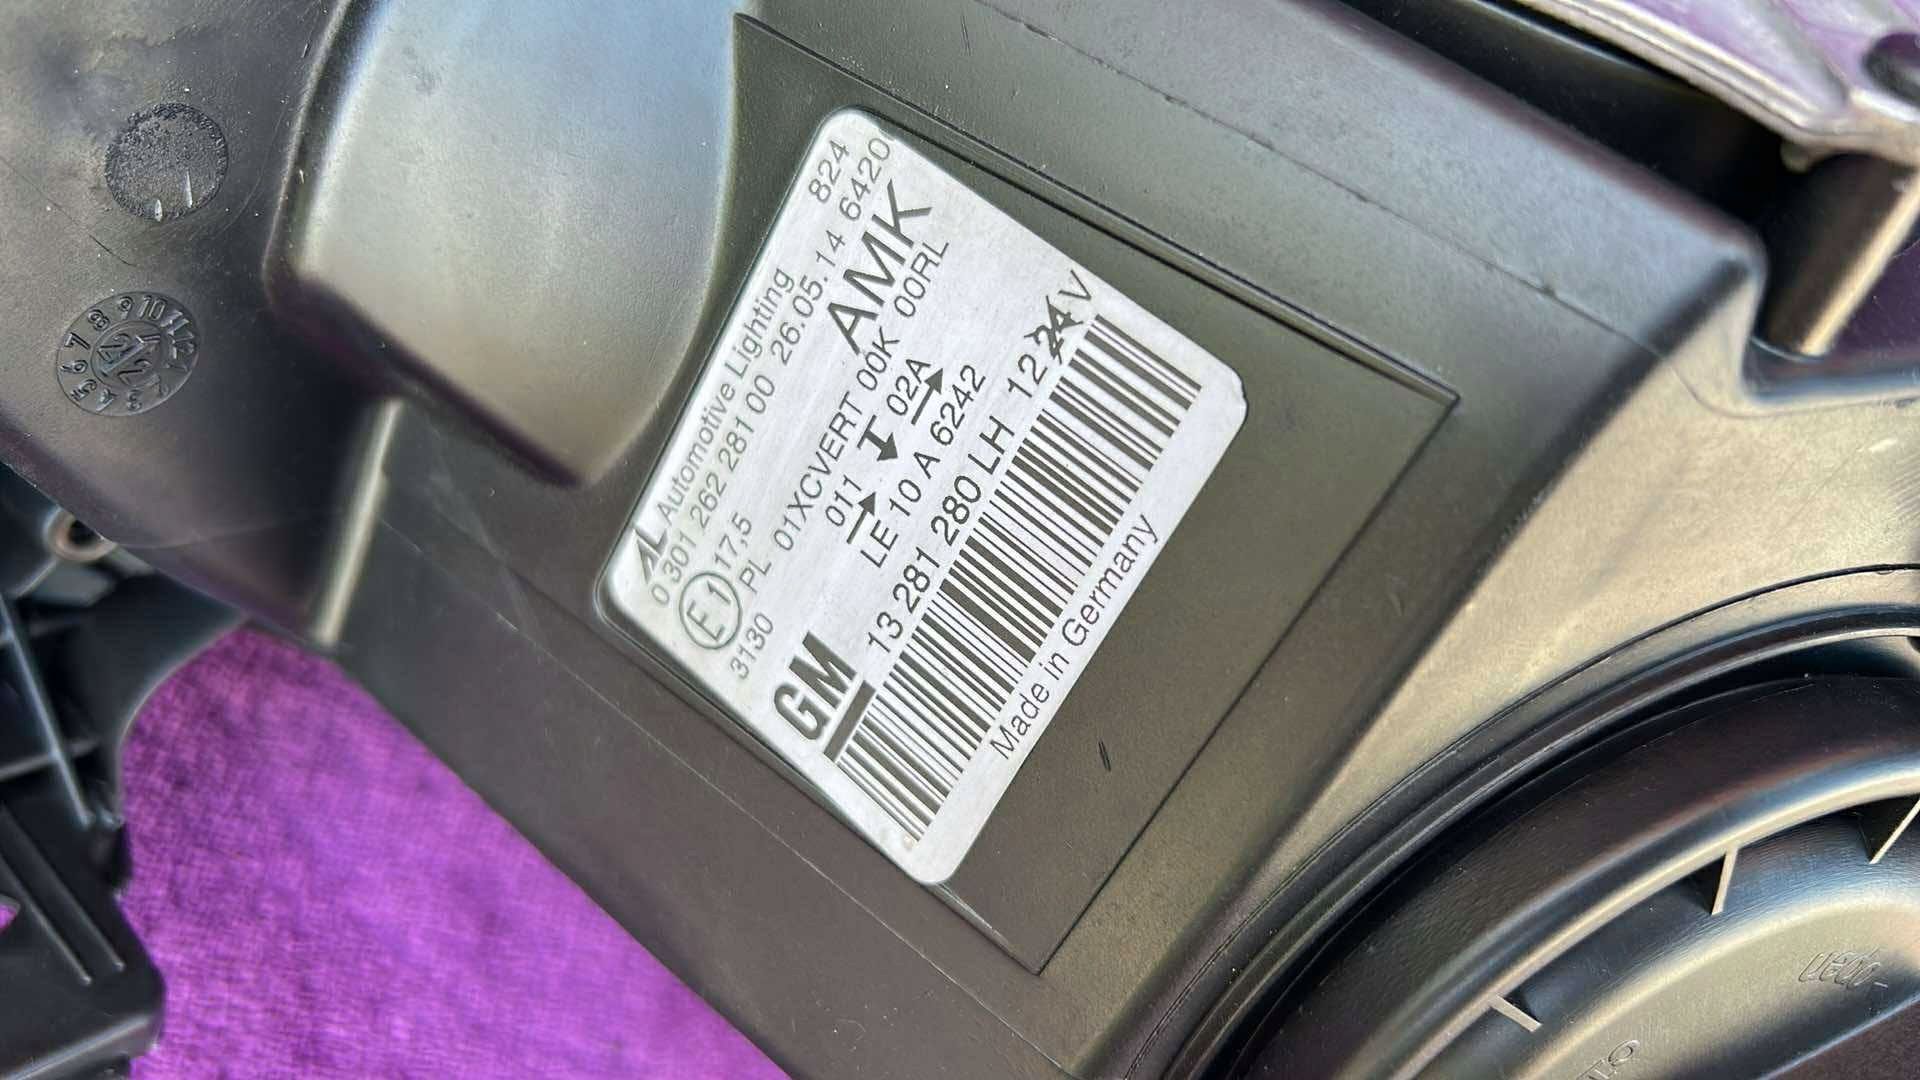 AL Automotive Lighting 824
0 301 262 281 00 26.05.14 6420
E1 17,5 AMK
PL 01XCVERT 00K 00RL
3130 011 02A
LE 10 A 6242
GM 13 281 280 LH 12 24 V
Made in Germany